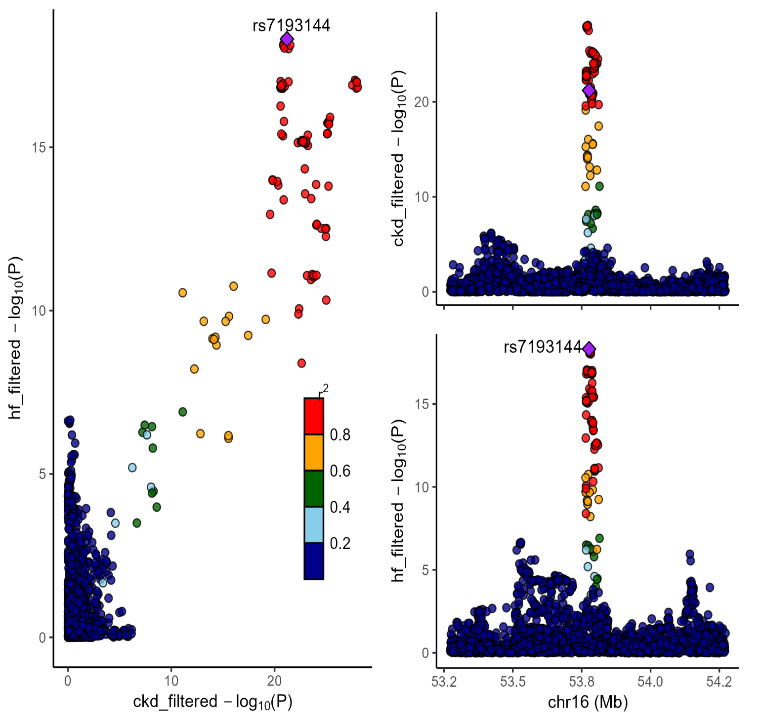 rs7193144
15
10
5
0
hf_filtered − log10(P)
0
10
20
ckd_filtered − log10(P)
r2
0.8
0.6
0.4
0.2
20
10
0
ckd_filtered − log10(P)
rs7193144
15
10
5
0
hf_filtered − log10(P)
53.2
53.5
53.8
54.0
54.2
chr16 (Mb)